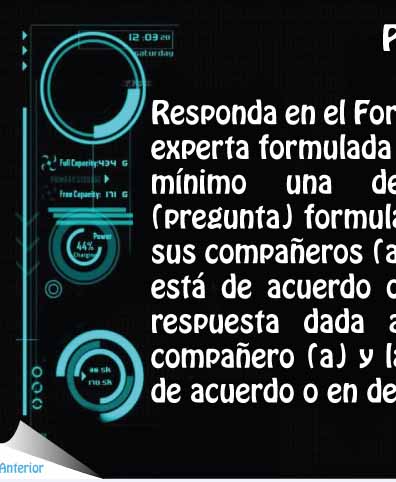 12:03 20
saturday
P
Responda en el For
experta formulada
mínimo una de
(pregunta) formula
sus compañeros (a
está de acuerdo o
respuesta dada a
compañero (a) y la
de acuerdo o en de
Full Capacity: 434 G
Free Capacity: 171 G
Power
44%
Charging
Anterior